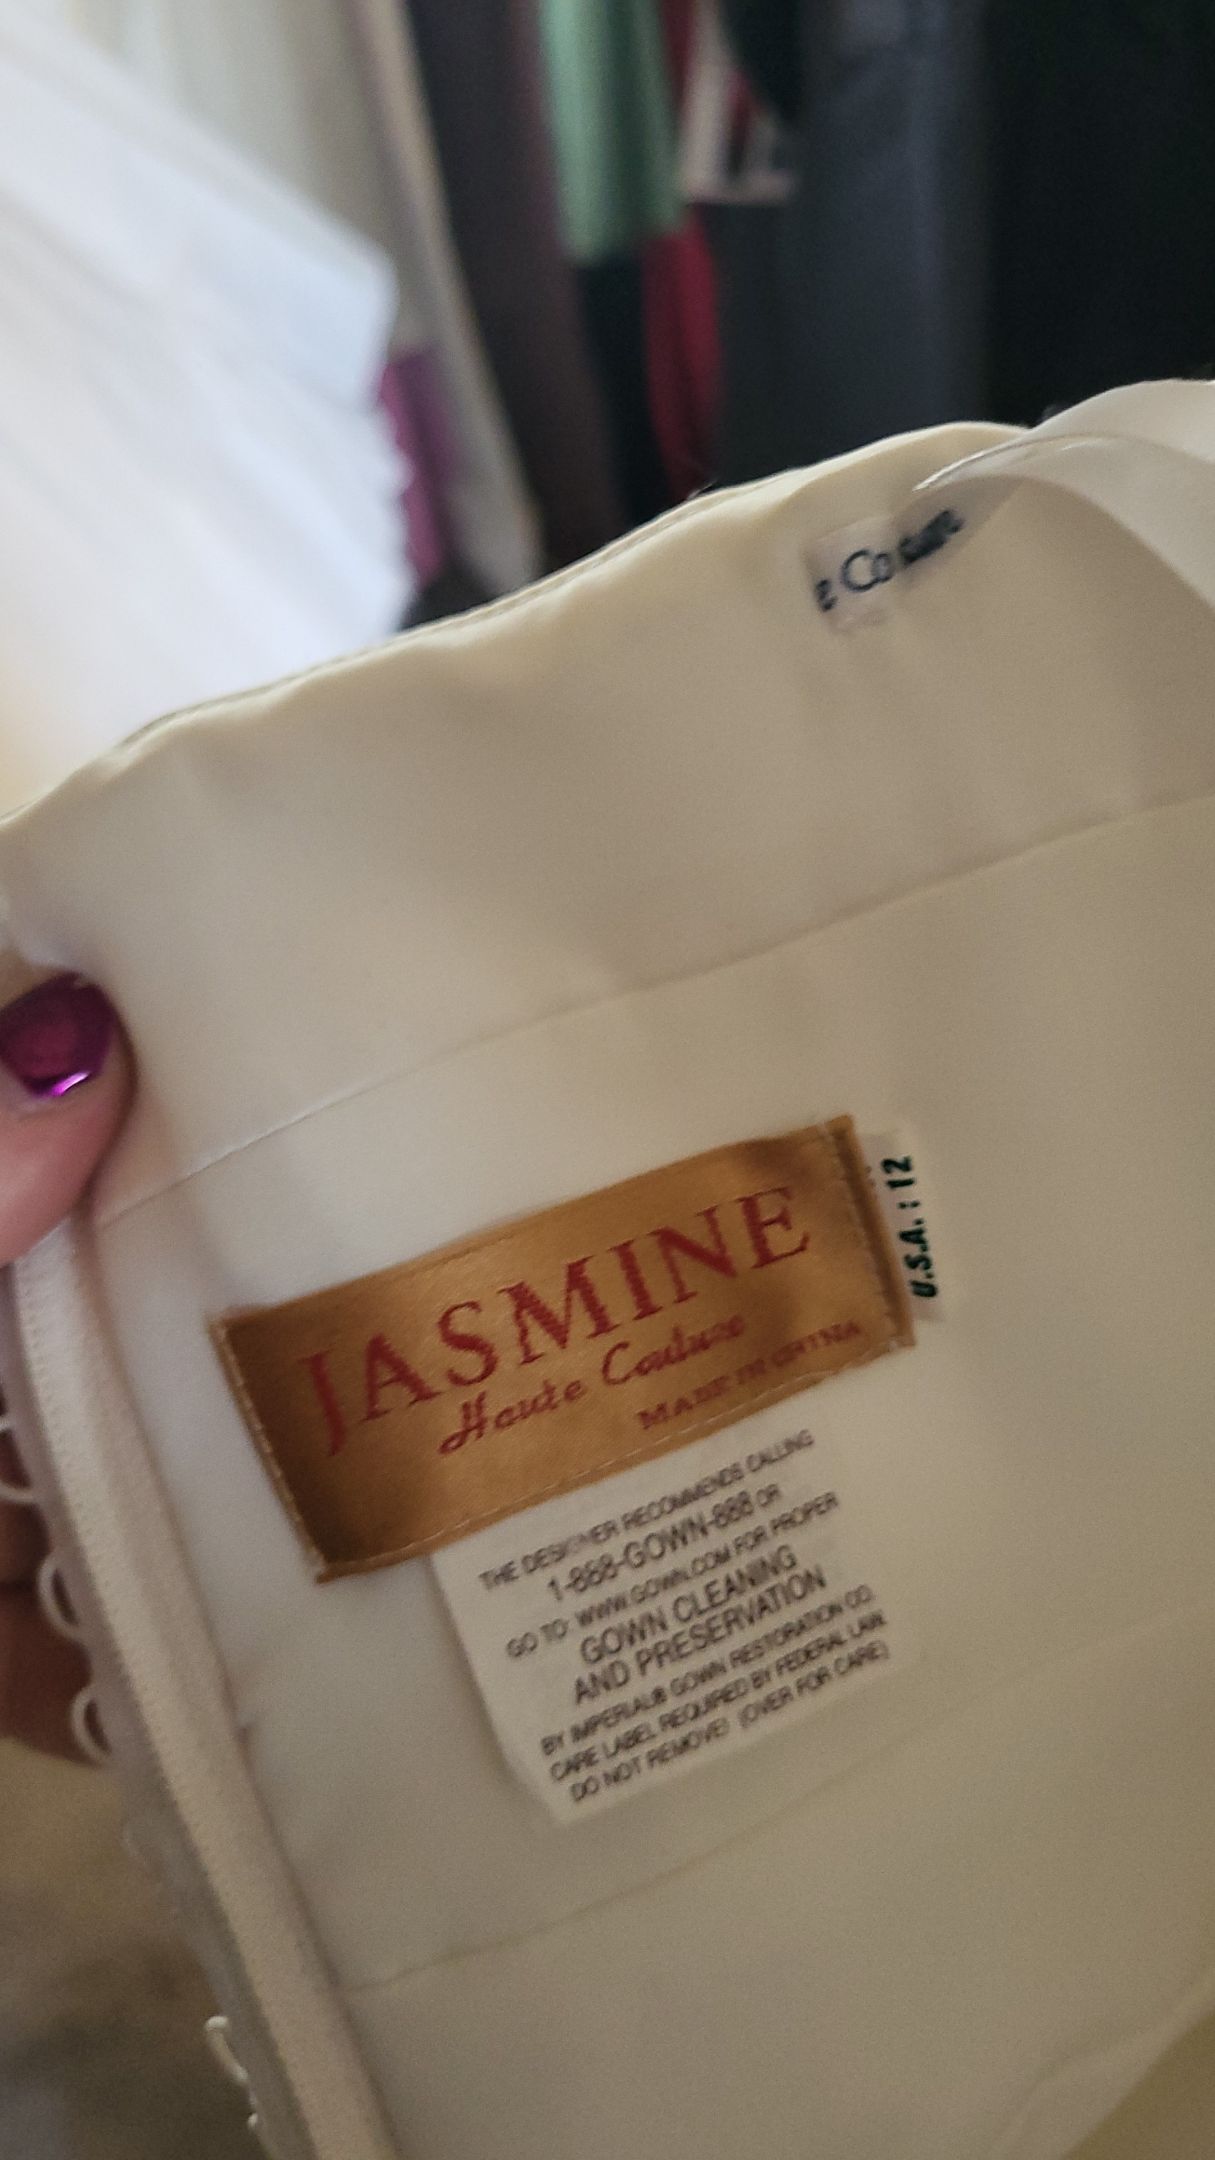 JASMINE
Haute Couture
MADE IN CHINA
U.S.A. : 12
THE DESIGNER RECOMMENDS CALLING
1-888-GOWN-888 OR
GO TO WWW.GOWN.COM FOR PROPER
GOWN CLEANING
AND PRESERVATION
BY IMPERIAL® GOWN RESTORATION CO.
CARE LABEL REQUIRED BY FEDERAL LAW.
DO NOT REMOVE! (OVER FOR CARE)